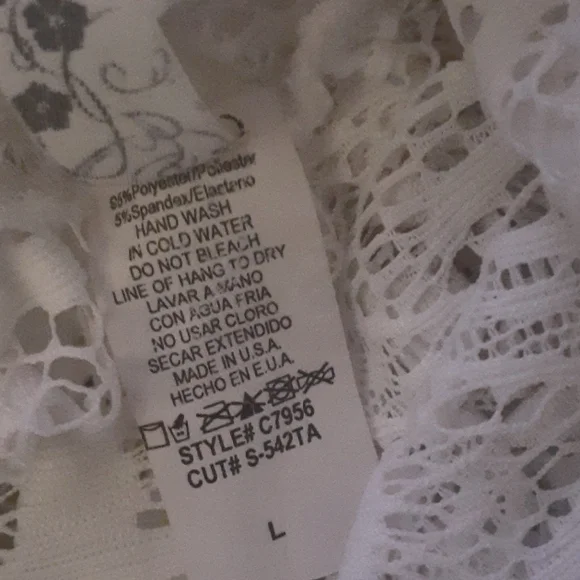 95%Polyester/Poliester
5%Spandex/Elastano
HAND WASH
IN COLD WATER
DO NOT BLEACH
LINE OF HANG TO DRY
LAVAR A MANO
CON AGUA FRIA
NO USAR CLORO
SECAR EXTENDIDO
MADE IN U.S.A.
HECHO EN E.U.A.
STYLE# C7956
CUT# S-542TA
L